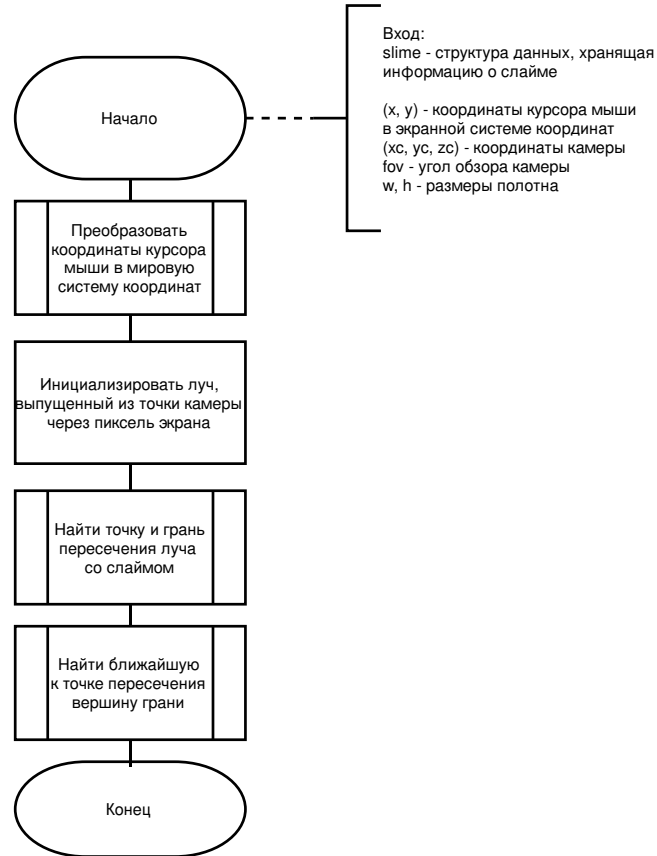 Вход:
slime - структура данных, хранящая
информацию о слайме
(x, y) - координаты курсора мыши
в экранной системе координат
(xc, yc, zc) - координаты камеры
fov - угол обзора камеры
w, h - размеры полотна
Начало
Преобразовать
координаты курсора
мыши в мировую
систему координат
Инициализировать луч,
выпущенный из точки камеры
через пиксель экрана
Найти точку и грань
пересечения луча
со слаймом
Найти ближайшую
к точке пересечения
вершину грани
Конец